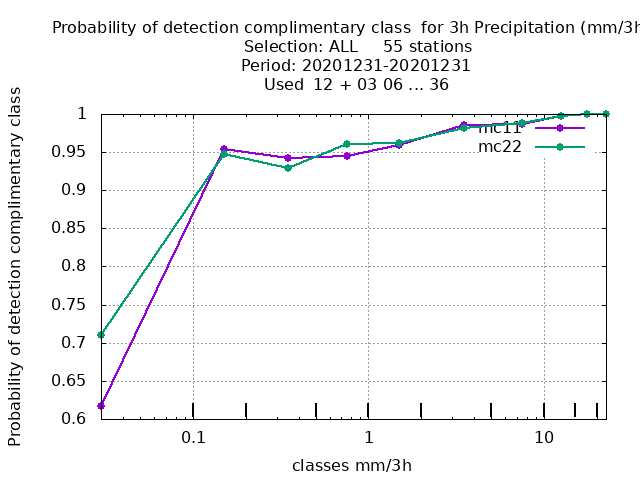 Probability of detection complimentary class  for 3h Precipitation (mm/3h
Selection: ALL     55 stations
Period: 20201231-20201231
Used  12 + 03 06 ... 36
Probability of detection complimentary class
1
0.95
0.9
0.85
0.8
0.75
0.7
0.65
0.6
mc11
mc22
0.1
1
10
classes mm/3h